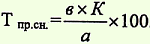 Т пр.сн. = в × К / а × 100